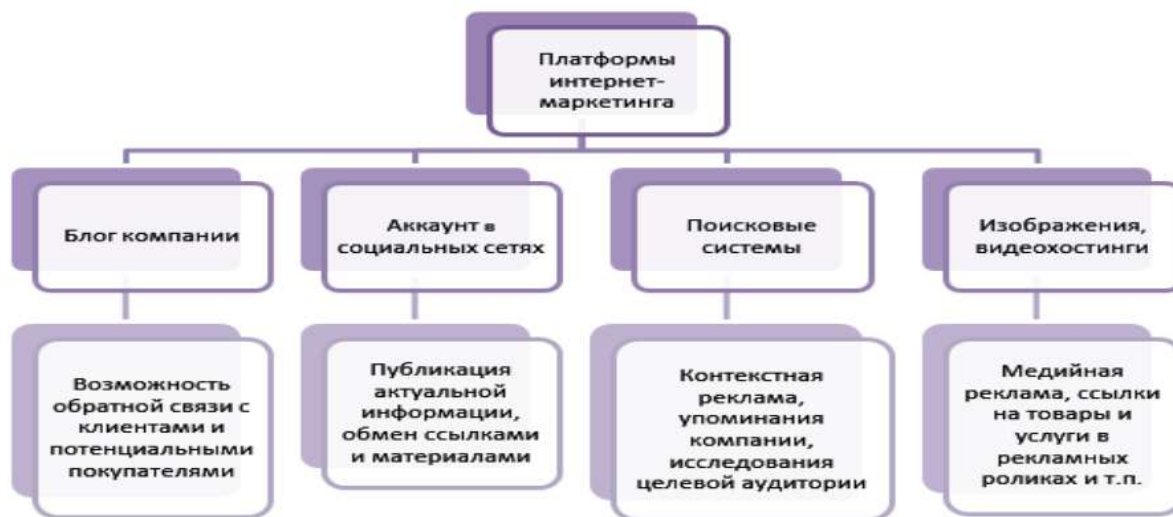 Платформы
интернет-
маркетинга
Блог компании
Аккаунт в
социальных сетях
Поисковые
системы
Изображения,
видеохостинги
Возможность
обратной связи с
клиентами и
потенциальными
покупателями
Публикация
актуальной
информации,
обмен ссылками
и материалами
Контекстная
реклама,
упоминания
компании,
исследования
целевой аудитории
Медийная
реклама, ссылки
на товары и
услуги в
рекламных
роликах и т.п.